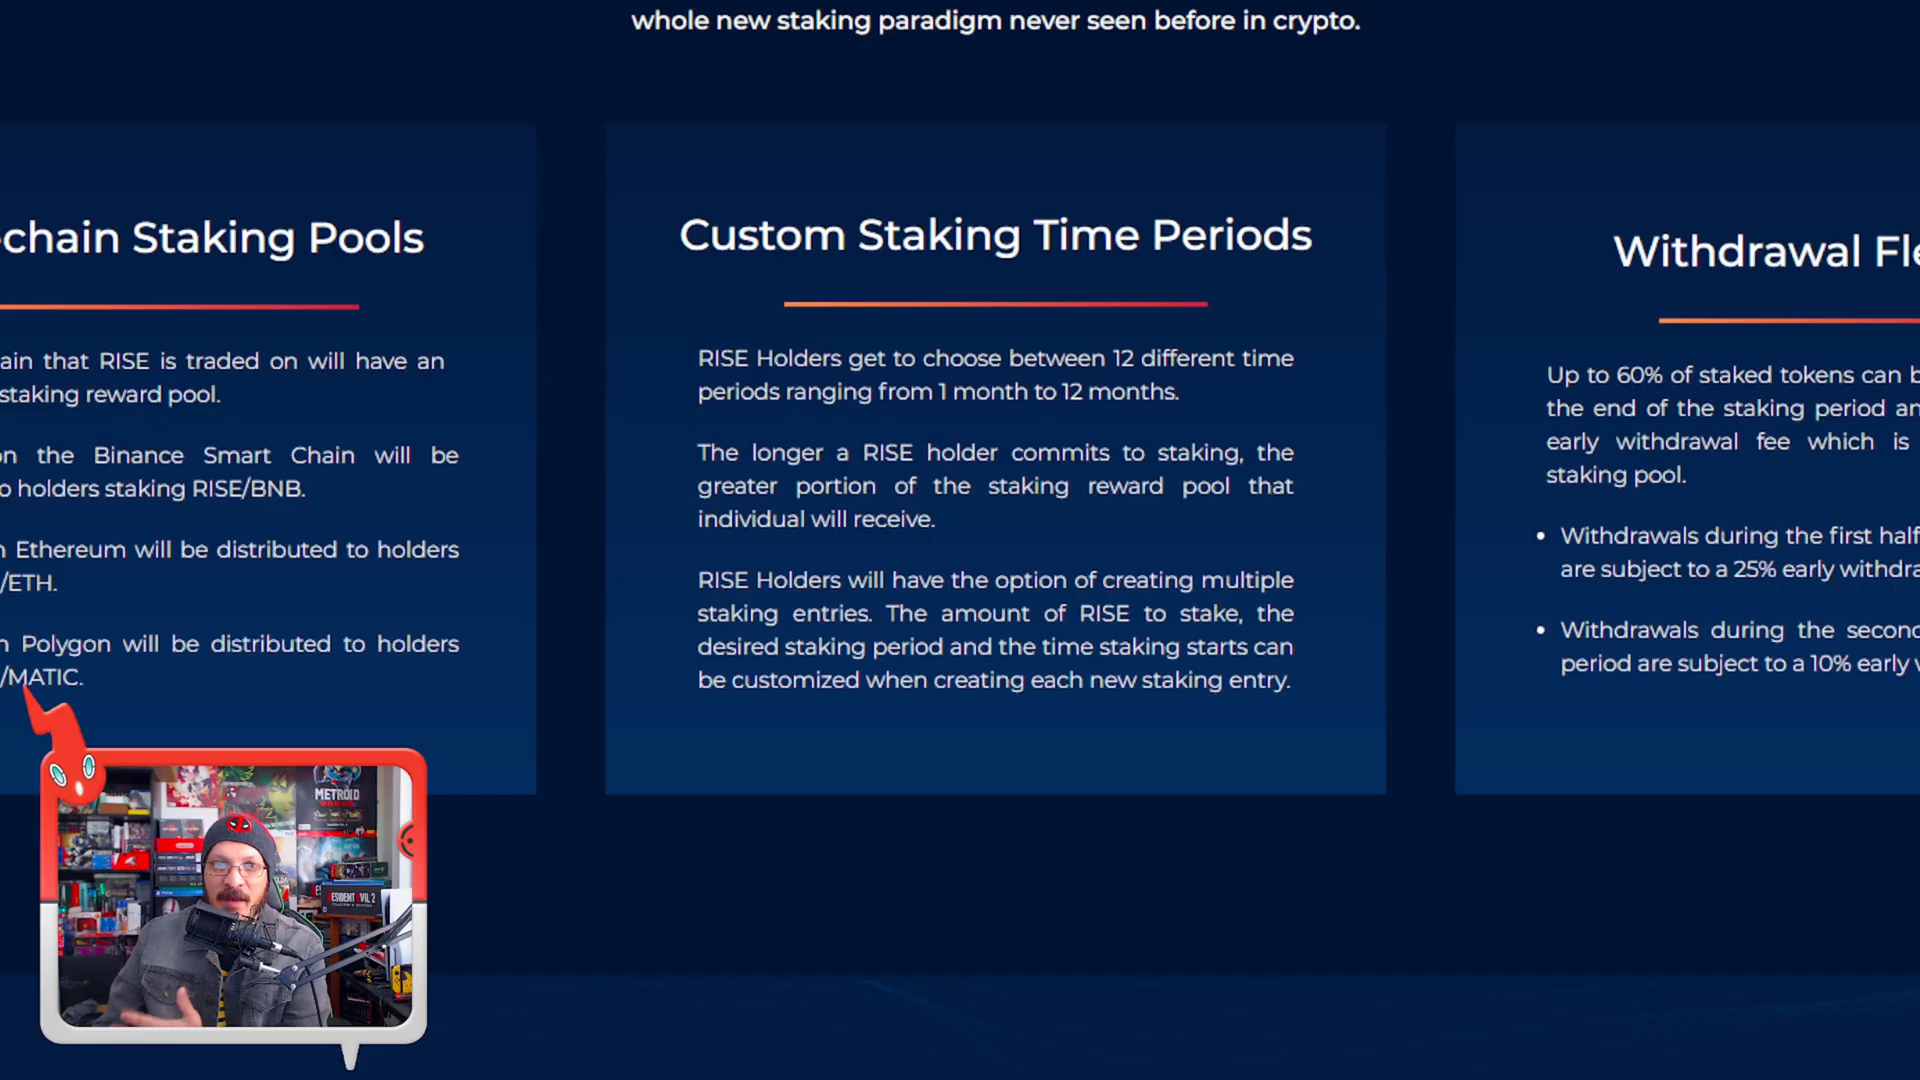 whole new staking paradigm never seen before in crypto.
-chain Staking Pools
ain that RISE is traded on will have an
staking reward pool.
on the Binance Smart Chain will be
o holders staking RISE/BNB.
n Ethereum will be distributed to holders
/ETH.
n Polygon will be distributed to holders
/MATIC.
Custom Staking Time Periods
RISE Holders get to choose between 12 different time
periods ranging from 1 month to 12 months.
The longer a RISE holder commits to staking, the
greater portion of the staking reward pool that
individual will receive.
RISE Holders will have the option of creating multiple
staking entries. The amount of RISE to stake, the
desired staking period and the time staking starts can
be customized when creating each new staking entry.
Withdrawal Fle
Up to 60% of staked tokens can b
the end of the staking period an
early withdrawal fee which is
staking pool.
• Withdrawals during the first half
are subject to a 25% early withdra
• Withdrawals during the second
period are subject to a 10% early w
METROID
RESIDENT EVIL 2